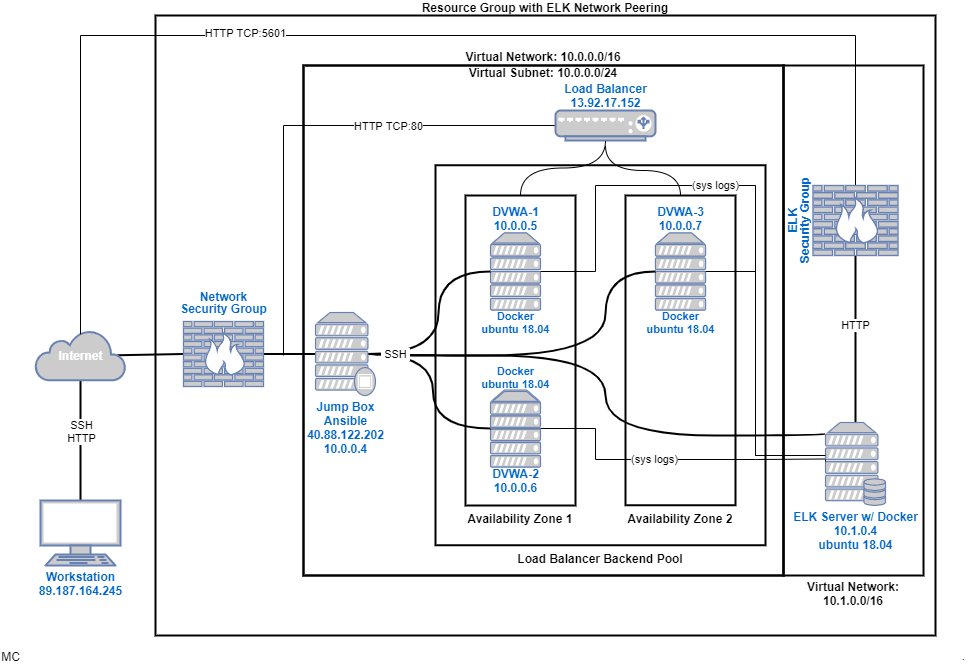 Resource Group with ELK Network Peering
HTTP TCP:5601
Virtual Network: 10.0.0.0/16
Virtual Subnet: 10.0.0.0/24
Load Balancer
13.92.17.152
HTTP TCP:80
(sys logs)
DVWA-1
10.0.0.5
DVWA-3
10.0.0.7
ELK
Security Group
Network
Security Group
Docker
ubuntu 18.04
Docker
ubuntu 18.04
HTTP
Internet
SSH
Docker
ubuntu 18.04
Jump Box
Ansible
40.88.122.202
10.0.0.4
SSH
HTTP
(sys logs)
DVWA-2
10.0.0.6
Availability Zone 1
Availability Zone 2
ELK Server w/ Docker
10.1.0.4
ubuntu 18.04
Load Balancer Backend Pool
Workstation
89.187.164.245
Virtual Network:
10.1.0.0/16
MC
.